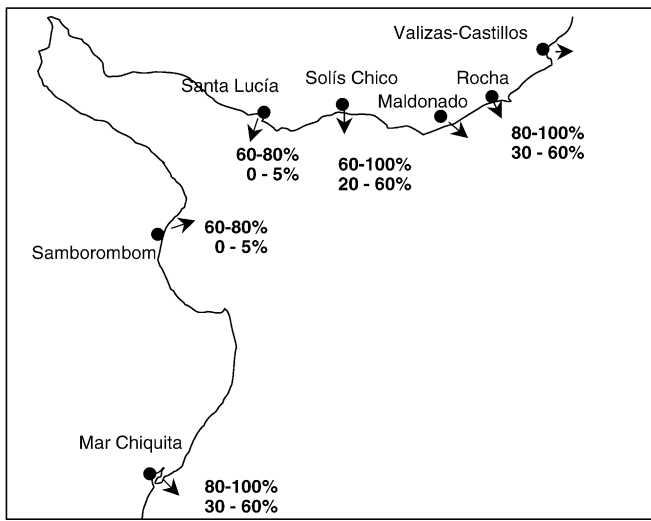 Valizas-Castillos
Santa Lucía
Solís Chico
Rocha
Maldonado
60-80%
0 - 5%
60-100%
20 - 60%
80-100%
30 - 60%
60-80%
0 - 5%
Samborombom
Mar Chiquita
80-100%
30 - 60%